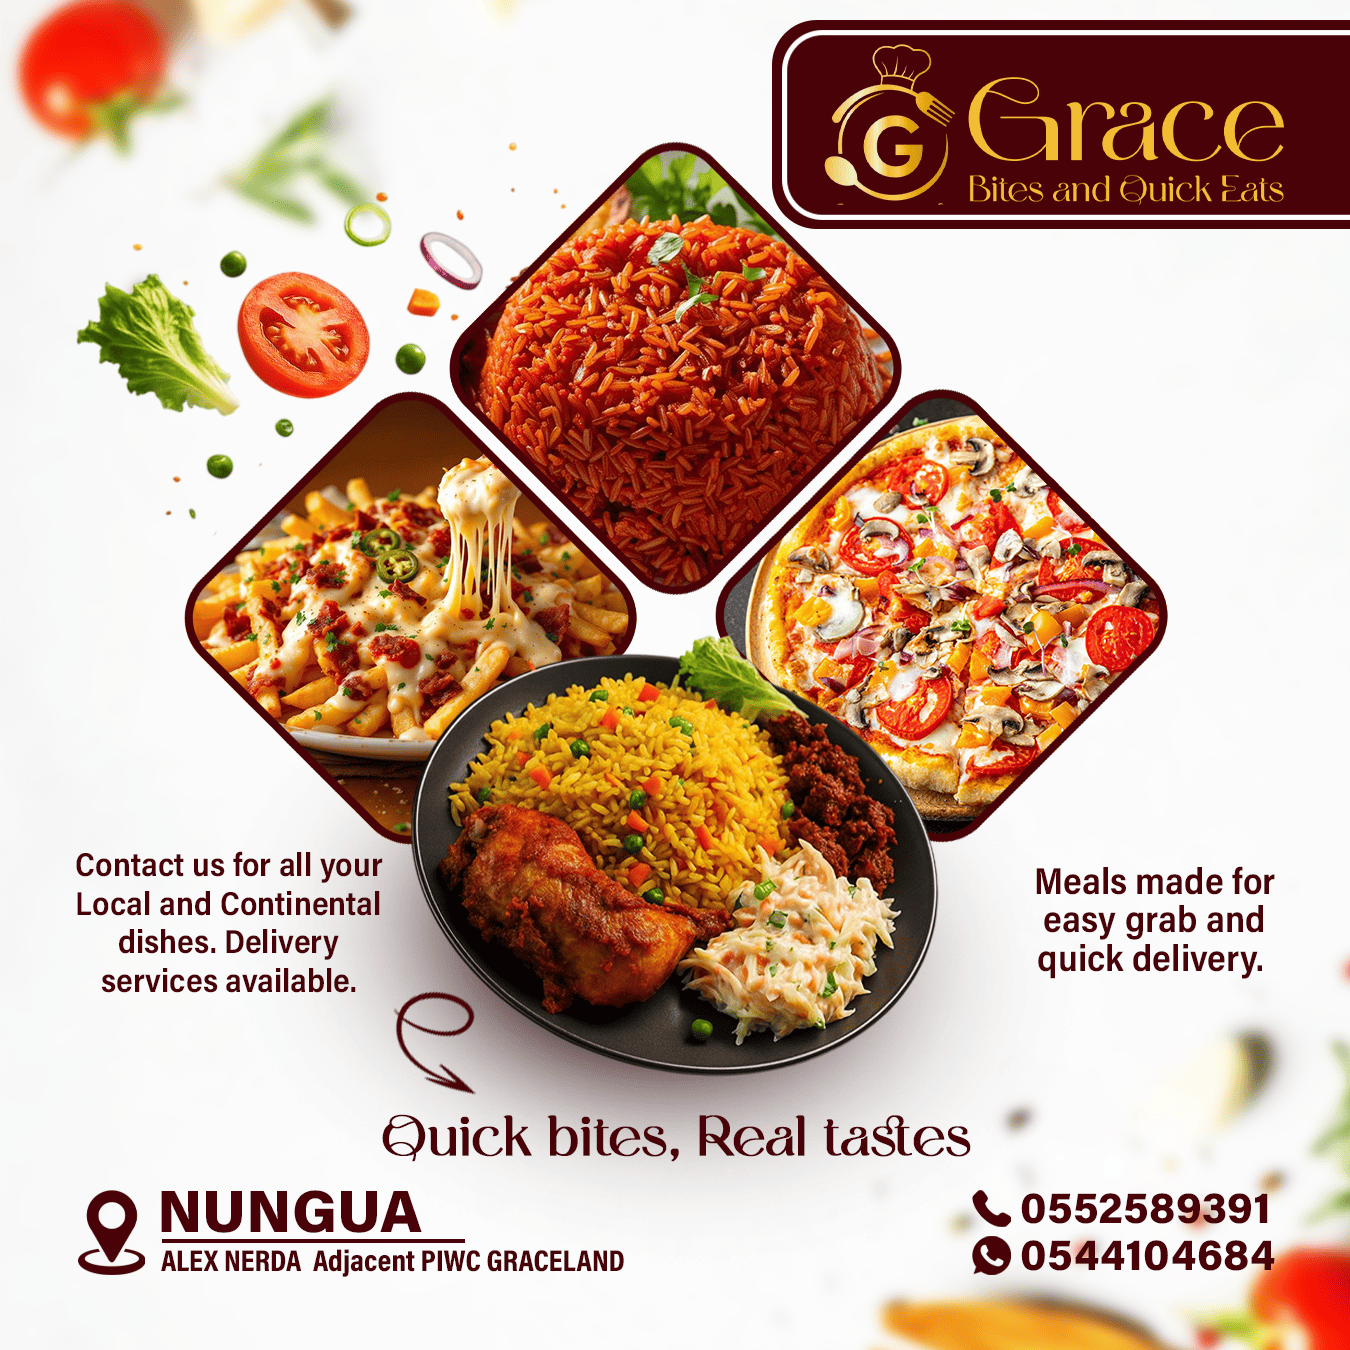 G
Grace
Bites and Quick Eats
Contact us for all your
Local and Continental
dishes. Delivery
services available.
Meals made for
easy grab and
quick delivery.
Quick bites, Real tastes
NUNGUA
ALEX NERDA Adjacent PIWC GRACELAND
0552589391
0544104684